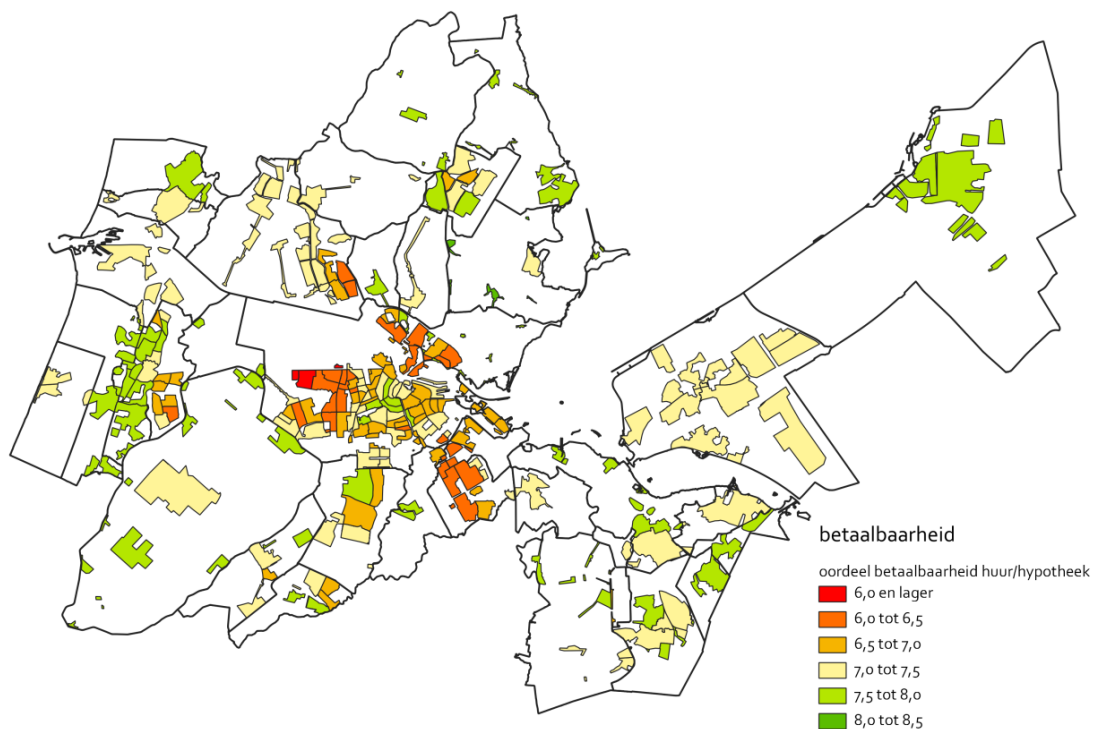 betaalbaarheid
oordeel betaalbaarheid huur/hypotheek
6,0 en lager
6,0 tot 6,5
6,5 tot 7,0
7,0 tot 7,5
7,5 tot 8,0
8,0 tot 8,5